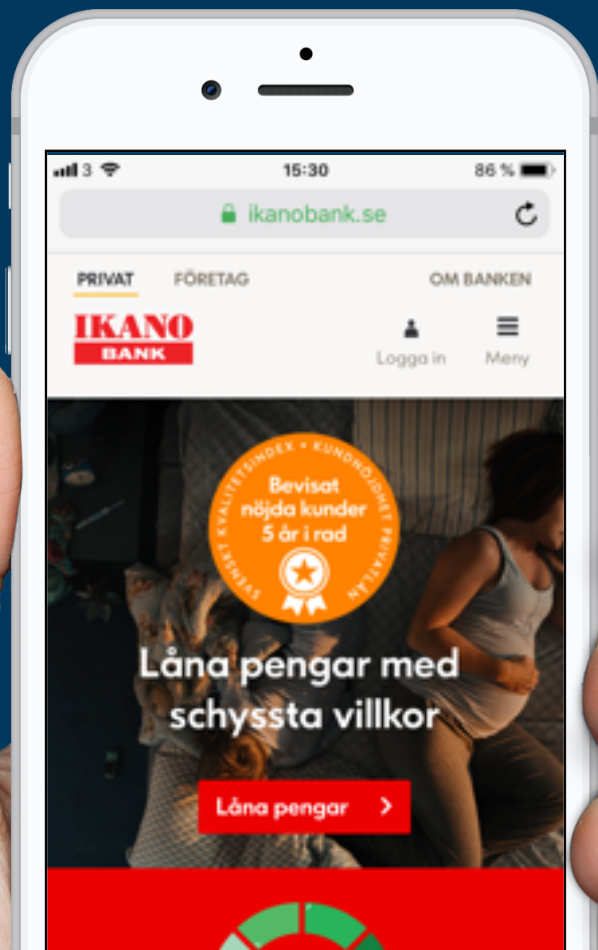 3
15:30
86 %
ikanobank.se
PRIVAT FÖRETAG OM BANKEN
IKANO
BANK
Logga in Meny
SVENSKT KVALITETSINDEX • KUNDNÖJDHET PRIVATLÅN
Bevisat
nöjda kunder
5 år i rad
Låna pengar med
schyssta villkor
Låna pengar